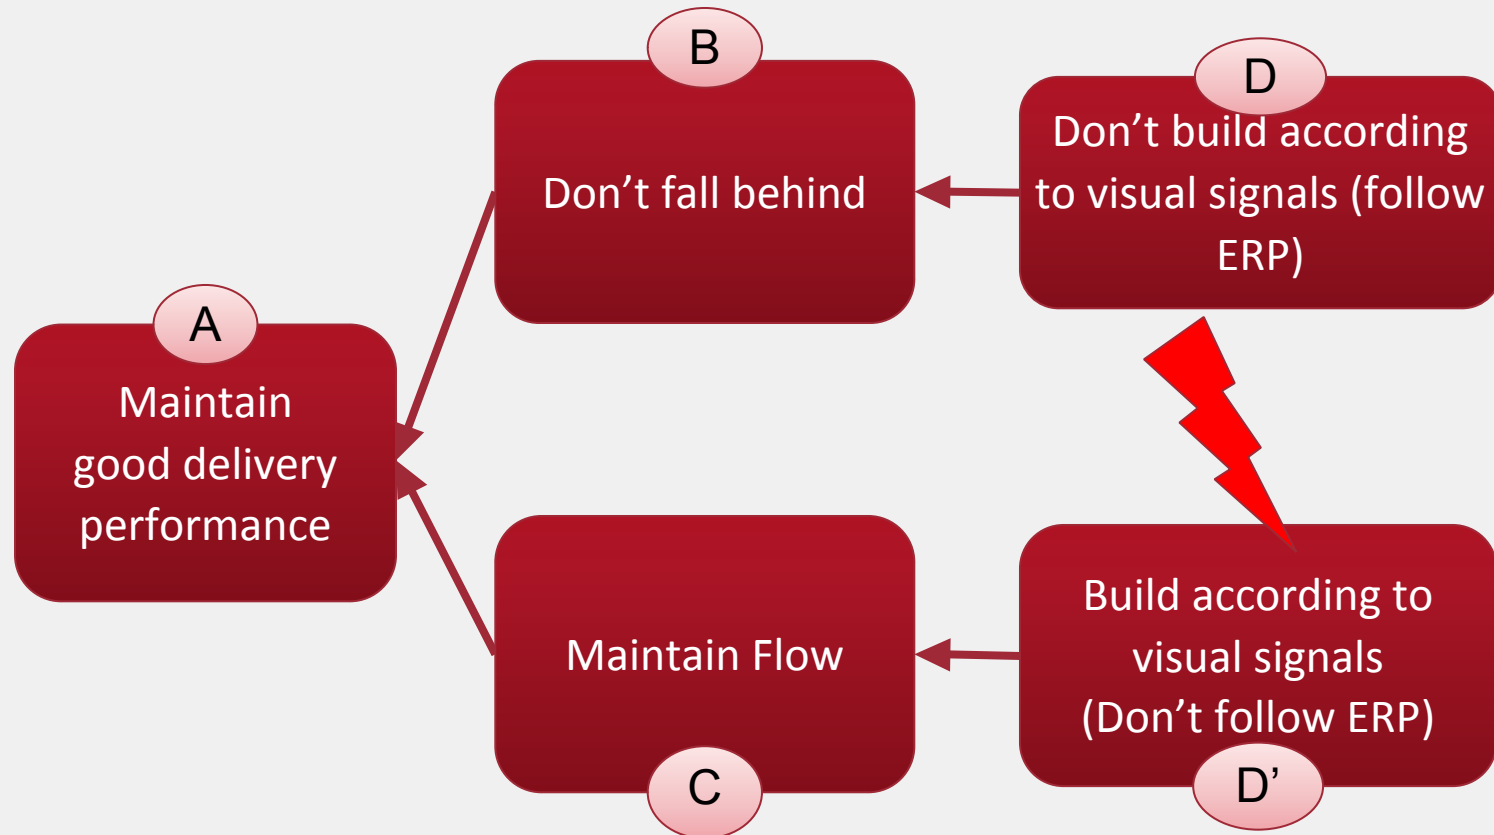 B
Don’t fall behind
D
Don’t build according
to visual signals (follow
ERP)
A
Maintain
good delivery
performance
Maintain Flow
C
Build according to
visual signals
(Don’t follow ERP)
D’